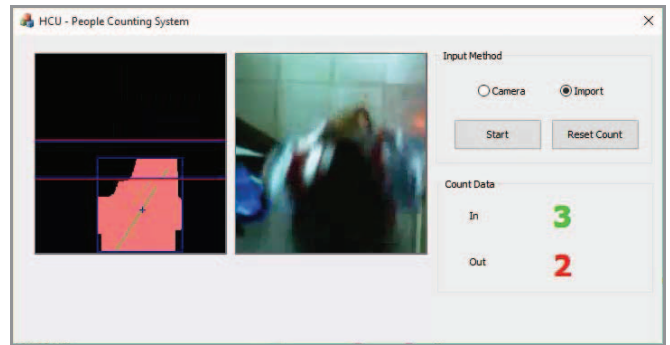 HCU - People Counting System
Input Method
Camera
Import
Start
Reset Count
Count Data
In
3
Out
2